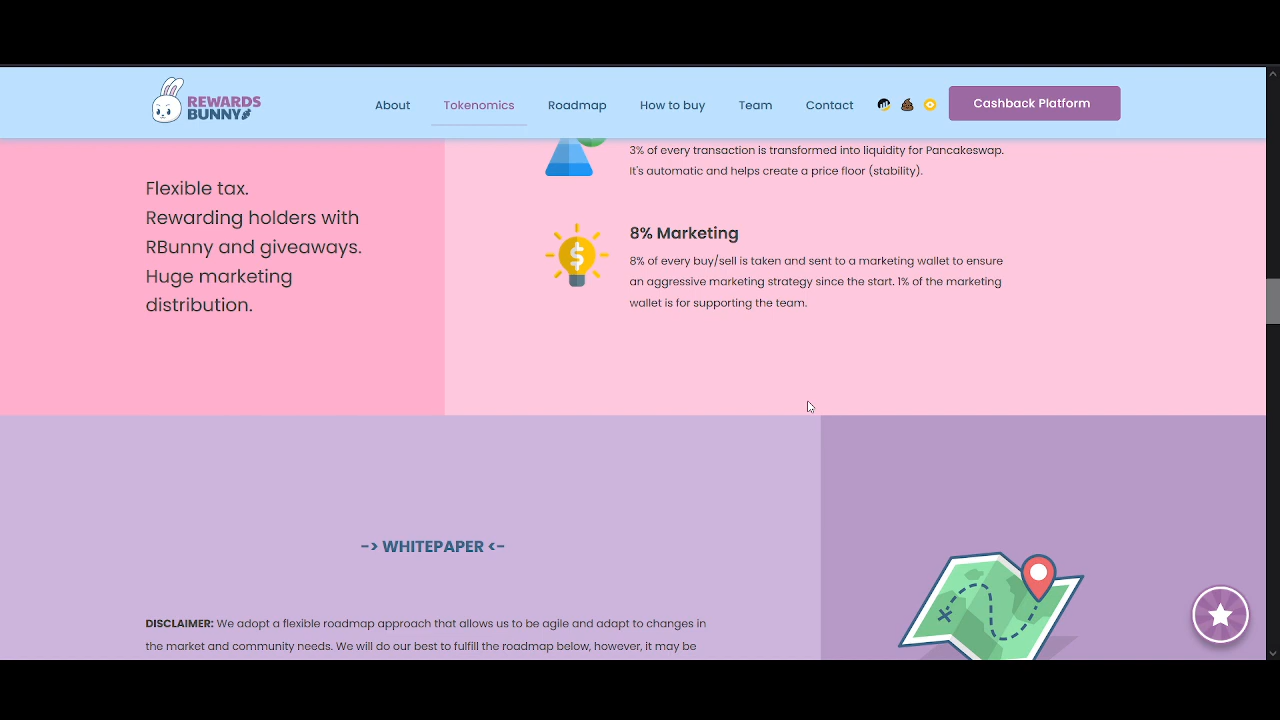 REWARDS
BUNNY
About Tokenomics Roadmap How to buy Team Contact Cashback Platform
3% of every transaction is transformed into liquidity for Pancakeswap.
It's automatic and helps create a price floor (stability).
Flexible tax.
Rewarding holders with
RBunny and giveaways.
Huge marketing
distribution.
8% Marketing
8% of every buy/sell is taken and sent to a marketing wallet to ensure
an aggressive marketing strategy since the start. 1% of the marketing
wallet is for supporting the team.
-> WHITEPAPER <-
DISCLAIMER: We adopt a flexible roadmap approach that allows us to be agile and adapt to changes in
the market and community needs. We will do our best to fulfill the roadmap below, however, it may be